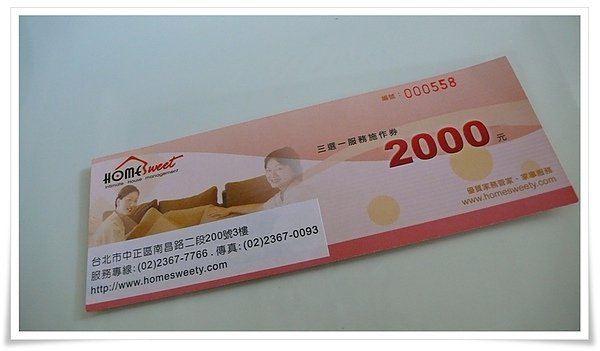 編號：000558
三選一服務施作券
2000元
HOMESweet
Intimate House management
優質家務管家．家事服務
www.homesweety.com
台北市中正區南昌路二段200號3樓
服務專線:(02)2367-7766．傳真:(02)2367-0093
http://www.homesweety.com